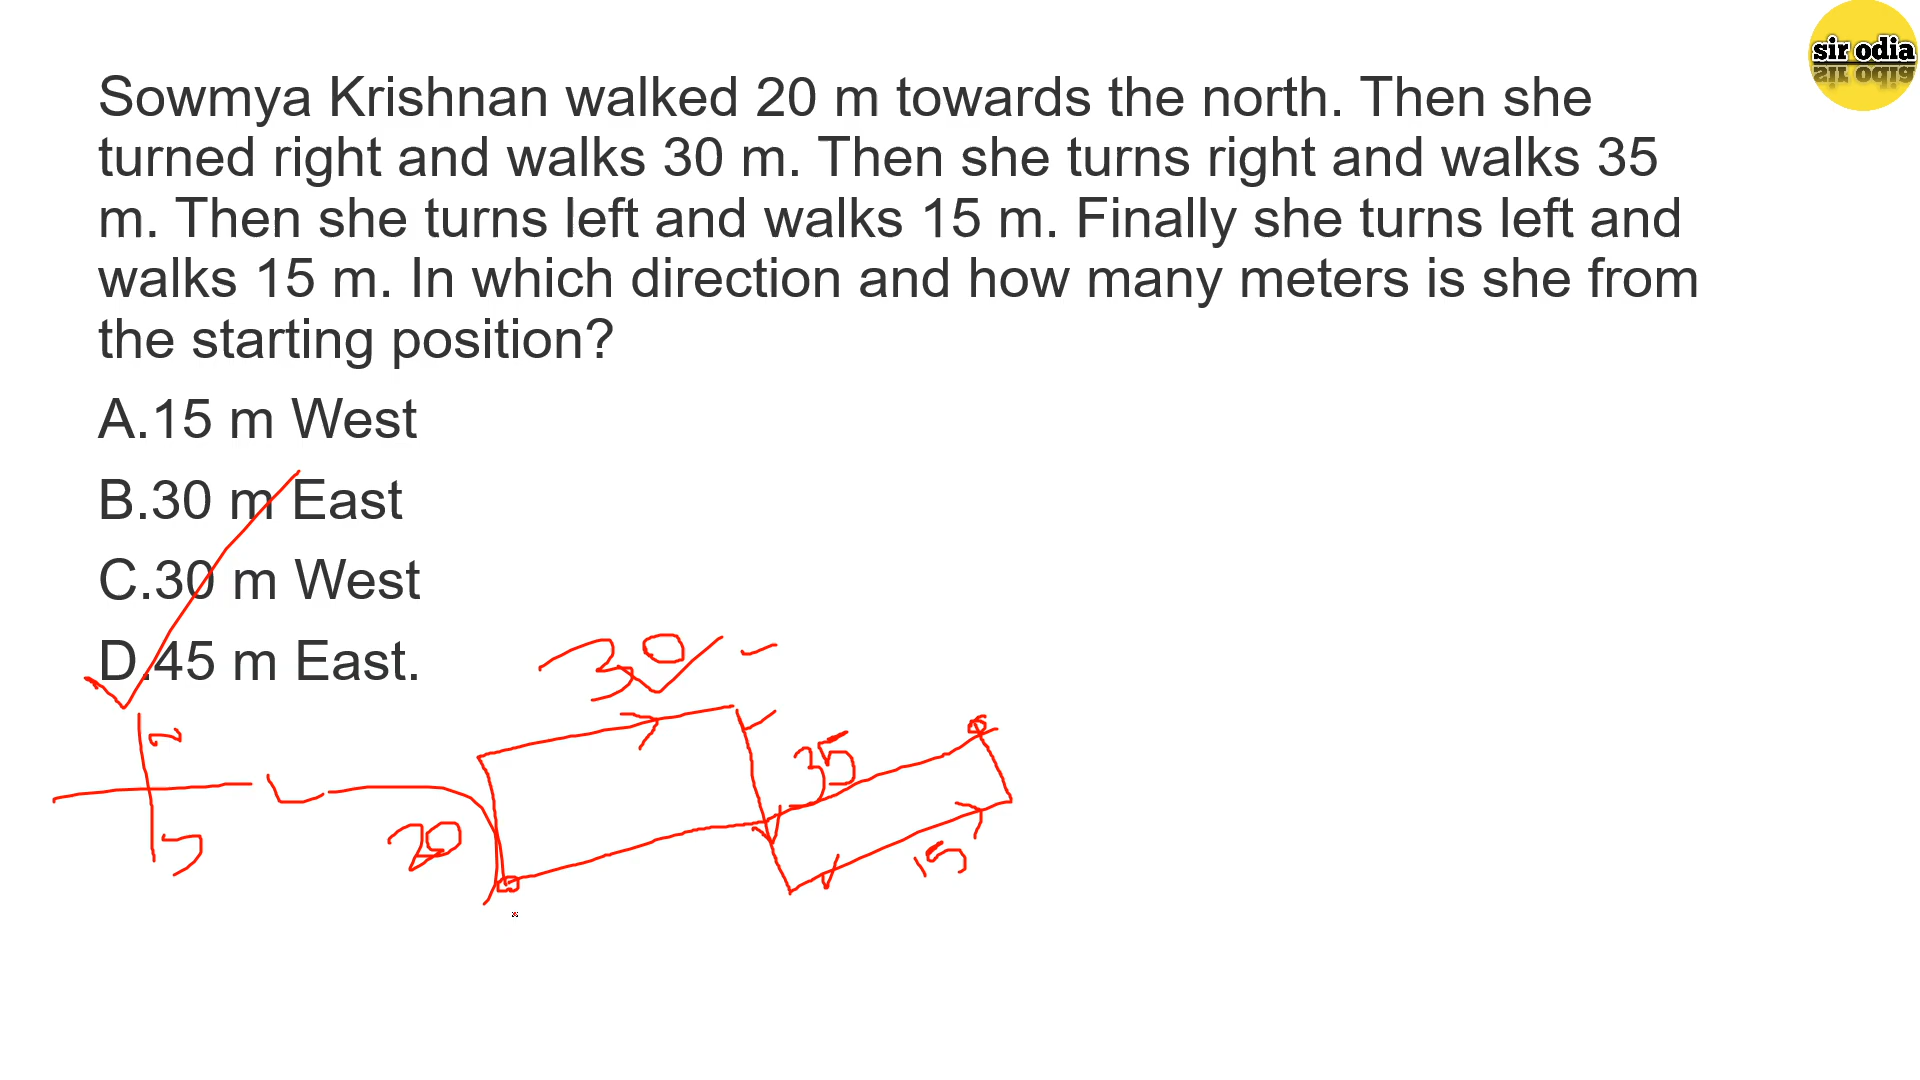 sir odia
Sowmya Krishnan walked 20 m towards the north. Then she
turned right and walks 30 m. Then she turns right and walks 35
m. Then she turns left and walks 15 m. Finally she turns left and
walks 15 m. In which direction and how many meters is she from
the starting position?
A.15 m West
B.30 m East
C.30 m West
D.45 m East.
30
35
20
15